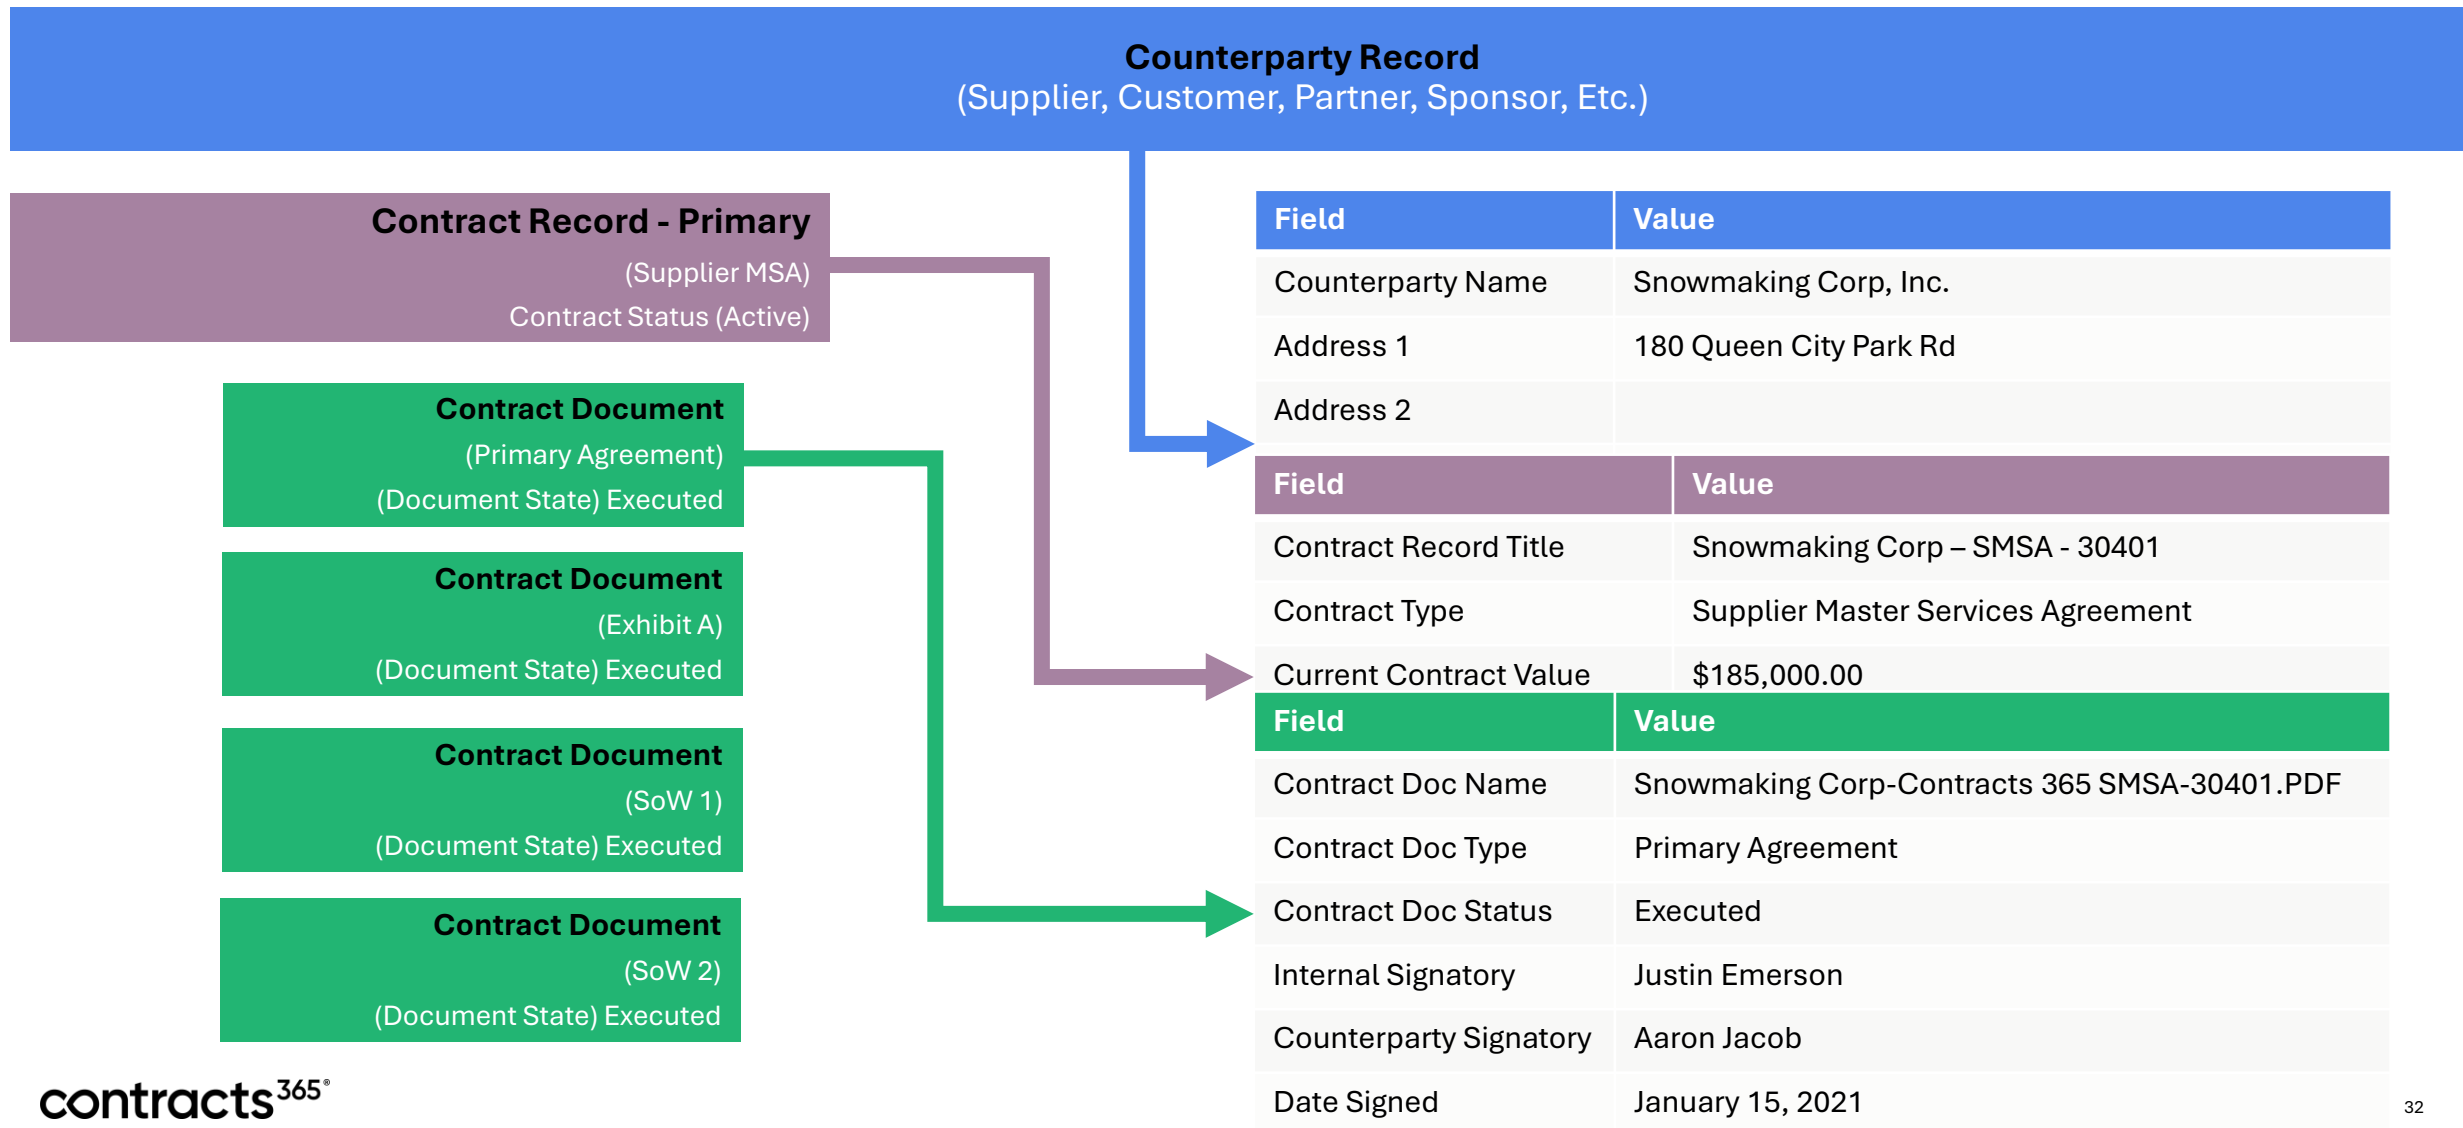 Counterparty Record
(Supplier, Customer, Partner, Sponsor, Etc.)
Contract Record - Primary
(Supplier MSA)
Contract Status (Active)
Contract Document
(Primary Agreement)
(Document State) Executed
Contract Document
(Exhibit A)
(Document State) Executed
Contract Document
(SoW 1)
(Document State) Executed
Contract Document
(SoW 2)
(Document State) Executed
Field Value
Counterparty Name Snowmaking Corp, Inc.
Address 1 180 Queen City Park Rd
Address 2
Field Value
Contract Record Title Snowmaking Corp – SMSA - 30401
Contract Type Supplier Master Services Agreement
Current Contract Value $185,000.00
Field Value
Contract Doc Name Snowmaking Corp-Contracts 365 SMSA-30401.PDF
Contract Doc Type Primary Agreement
Contract Doc Status Executed
Internal Signatory Justin Emerson
Counterparty Signatory Aaron Jacob
Date Signed January 15, 2021
contracts365®
32